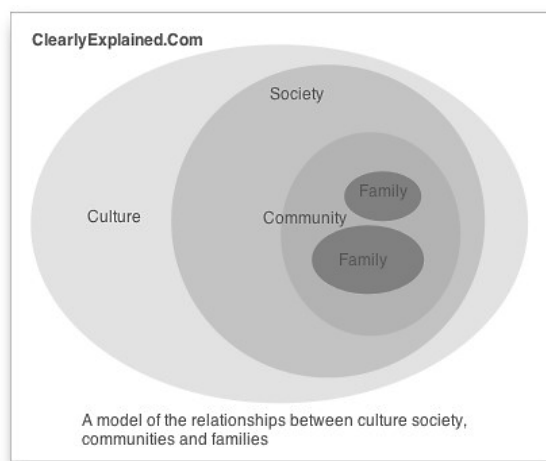 ClearlyExplained.Com
Society
Family
Culture
Community
Family
A model of the relationships between culture society,
communities and families